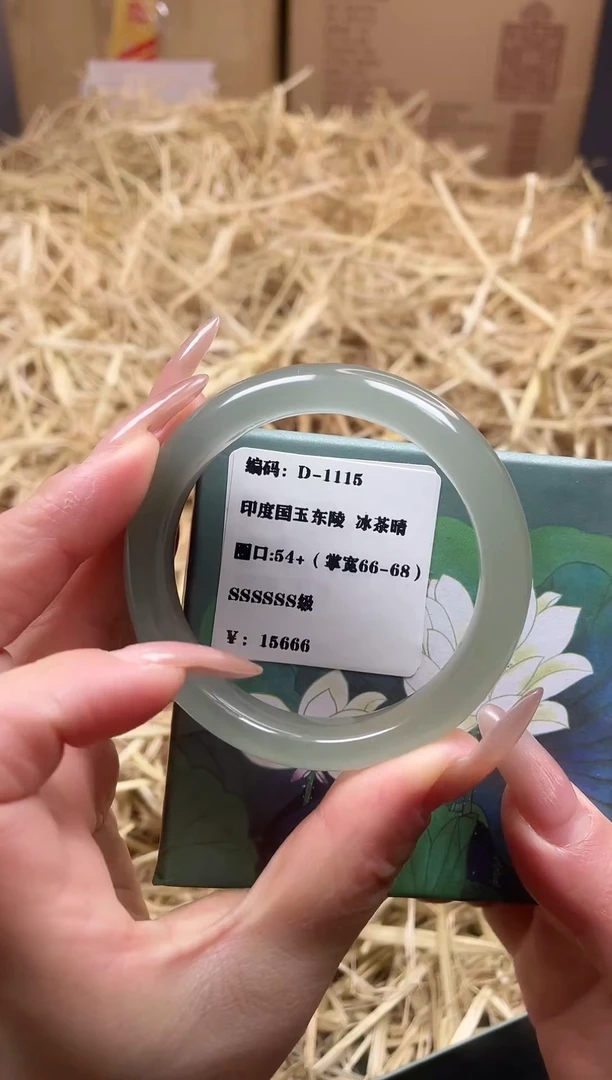 编码：D-1115
印度国玉东陵 冰茶晴
圈口:54+（掌宽66-68）
SSSSSS级
￥：15666